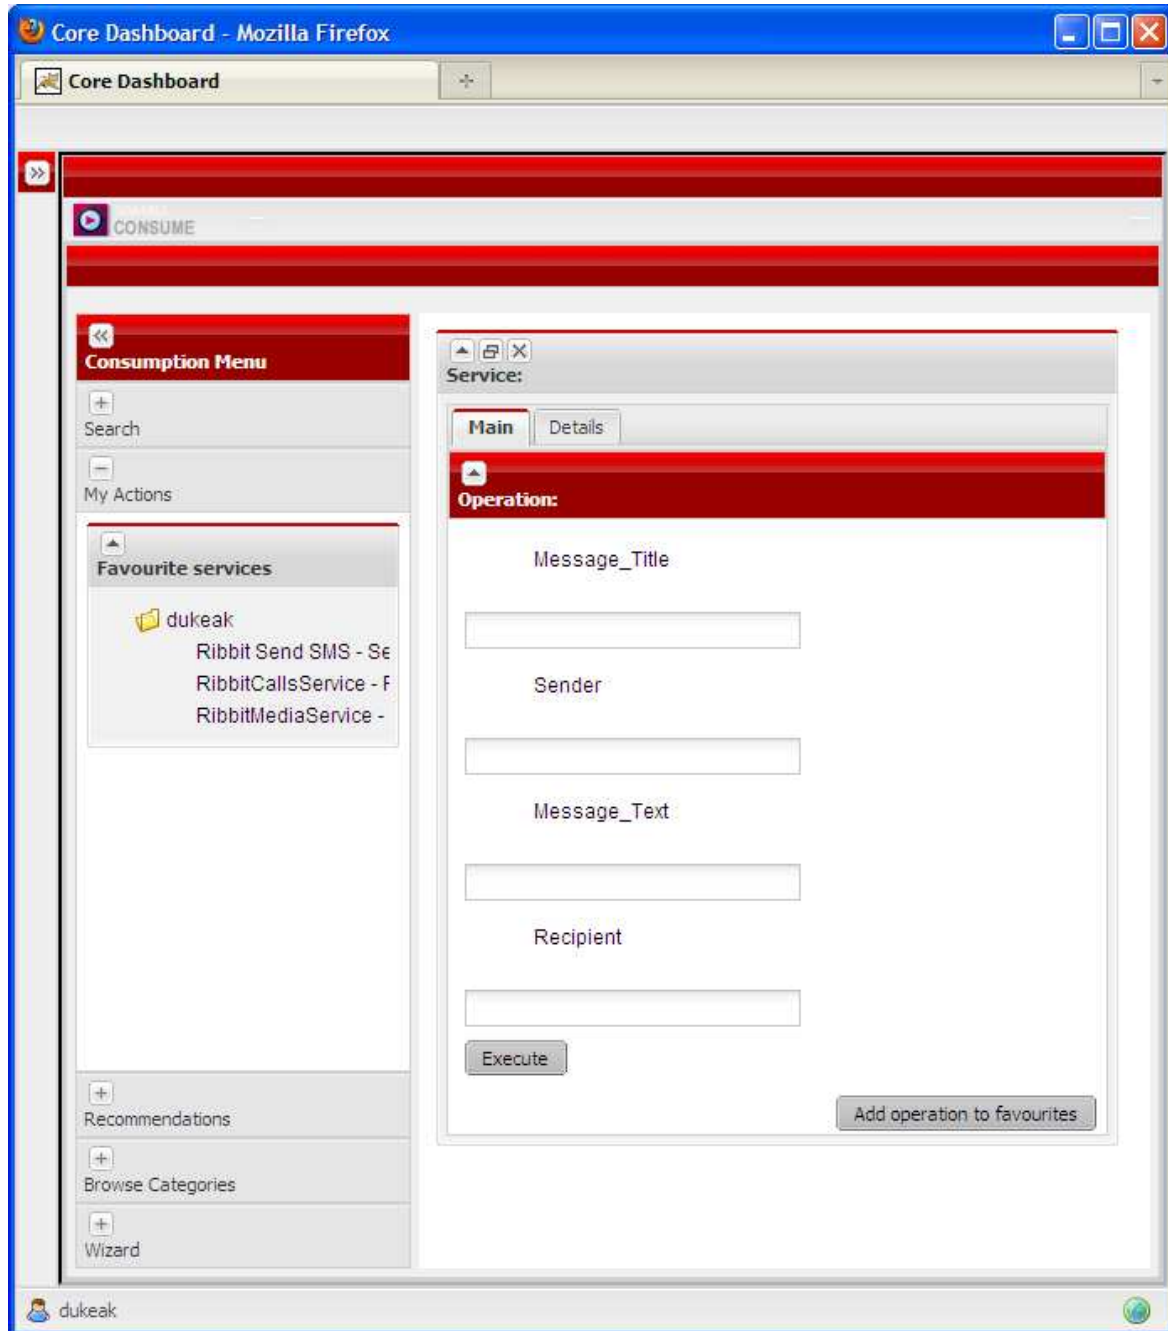 Core Dashboard - Mozilla Firefox
Core Dashboard
CONSUME
Consumption Menu
Search
My Actions
Favourite services
dukeak
Ribbit Send SMS - Se
RibbitCallsService - F
RibbitMediaService -
Recommendations
Browse Categories
Wizard
Service:
Main
Details
Operation:
Message_Title
Sender
Message_Text
Recipient
Execute
Add operation to favourites
dukeak